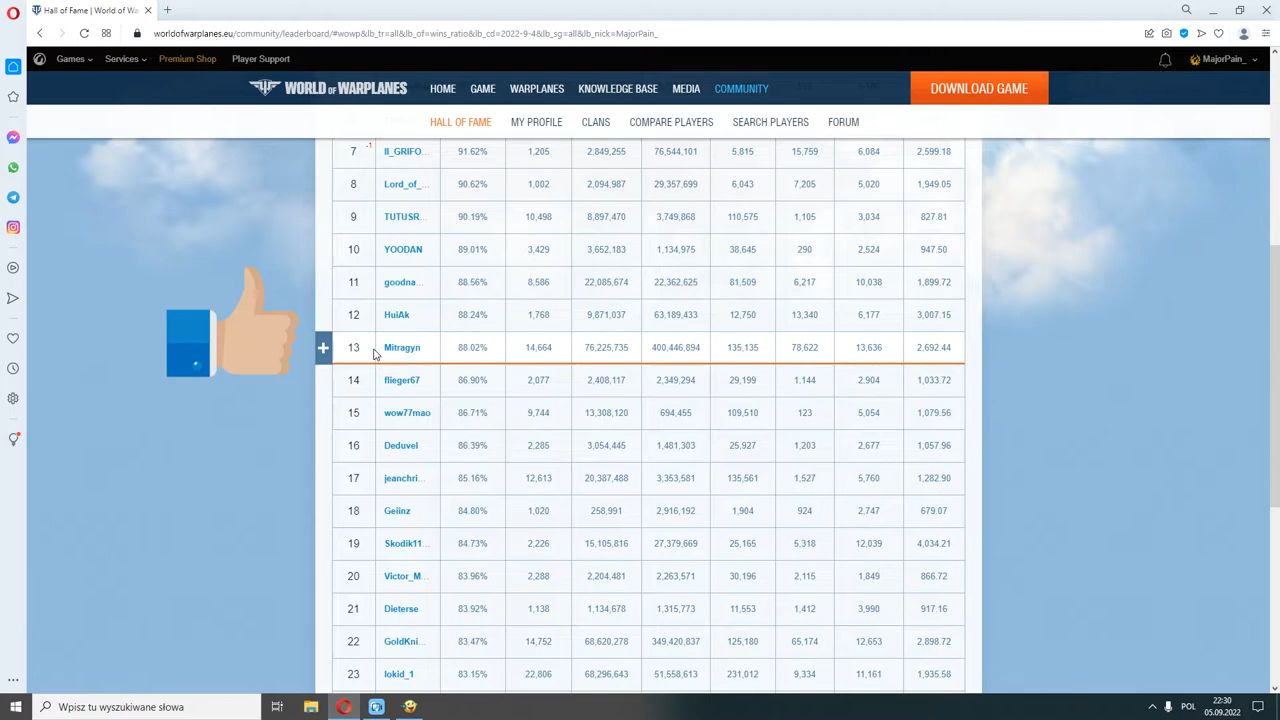 Hall of Fame | World of Wa
worldofwarplanes.eu/community/leaderboard/#wowp&lb_tr=all&lb_of=wins_ratio&lb_cd=2022-9-4&lb_sg=all&lb_nick=MajorPain_
Games Services Premium Shop Player Support MajorPain_
WORLD OF WARPLANES HOME GAME WARPLANES KNOWLEDGE BASE MEDIA COMMUNITY DOWNLOAD GAME
HALL OF FAME MY PROFILE CLANS COMPARE PLAYERS SEARCH PLAYERS FORUM
7 -1 II_GRIFO... 91.62% 1,205 2,849,255 76,544,101 5,815 15,759 6,084 2,599.18
8 Lord_of_... 90.62% 1,002 2,094,987 29,357,699 6,043 7,205 5,020 1,949.05
9 TUTUSR... 90.19% 10,498 8,897,470 3,749,868 110,575 1,105 3,034 827.81
10 YOODAN 89.01% 3,429 3,652,183 1,134,975 38,645 290 2,524 947.50
11 goodna... 88.56% 8,586 22,085,674 22,362,625 81,509 6,217 10,038 1,899.72
12 HuiAk 88.24% 1,768 9,871,037 63,189,433 12,750 13,340 6,177 3,007.15
+ 13 Mitragyn 88.02% 14,664 76,225,735 400,446,894 135,135 78,622 13,636 2,692.44
14 flieger67 86.90% 2,077 2,408,117 2,349,294 29,199 1,144 2,904 1,033.72
15 wow77mao 86.71% 9,744 13,308,120 694,455 109,510 123 5,054 1,079.56
16 Deduvel 86.39% 2,285 3,054,445 1,481,303 25,927 1,203 2,677 1,057.96
17 jeanchri... 85.16% 12,613 20,387,488 3,353,581 135,561 1,527 5,760 1,282.90
18 Geiinz 84.80% 1,020 258,991 2,916,192 1,904 924 2,747 679.07
19 Skodik11... 84.73% 2,226 15,105,816 27,379,669 25,165 5,318 12,039 4,034.21
20 Victor_M... 83.96% 2,288 2,204,481 2,263,571 30,196 2,115 1,849 866.72
21 Dieterse 83.92% 1,138 1,134,678 1,315,773 11,553 1,412 3,990 917.16
22 GoldKni... 83.47% 14,752 68,620,278 349,420,837 125,180 65,174 12,653 2,898.72
23 lokid_1 83.15% 22,806 68,296,643 51,558,613 231,012 9,334 11,161 1,935.58
Wpisz tu wyszukiwane słowa POL 22:30
05.09.2022